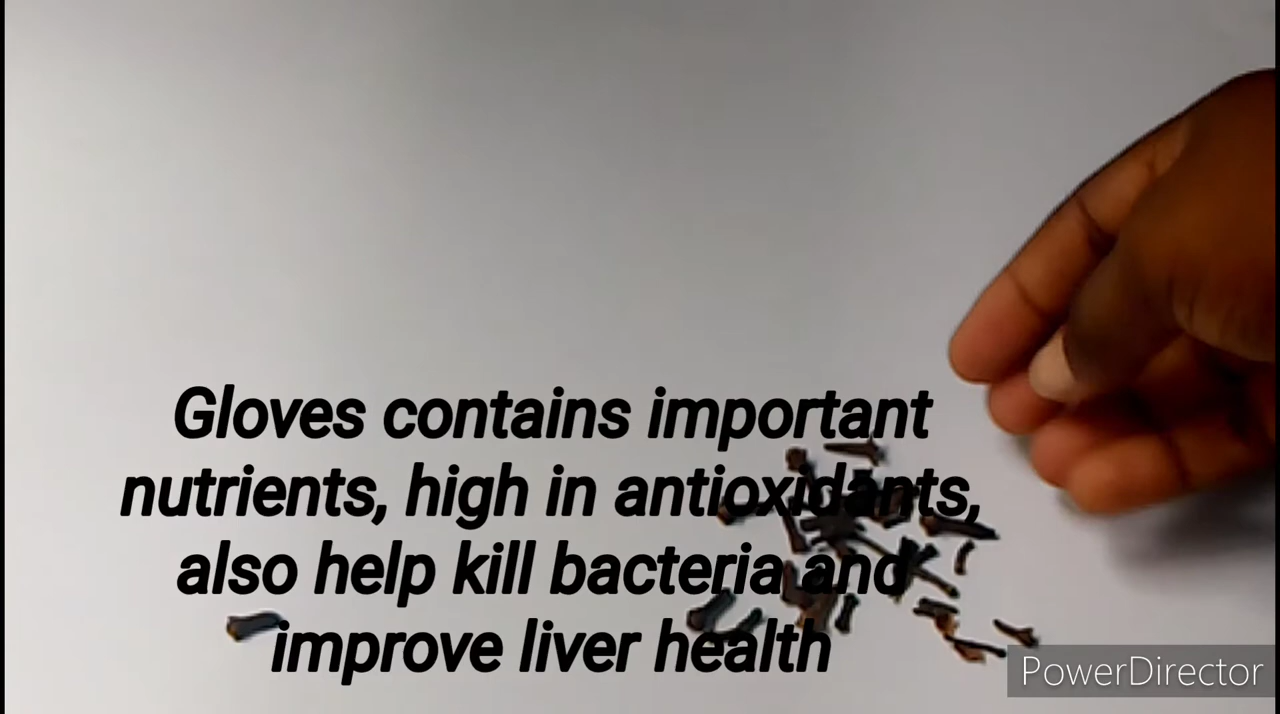 Gloves contains important
nutrients, high in antioxidants,
also help kill bacteria and
improve liver health
PowerDirector